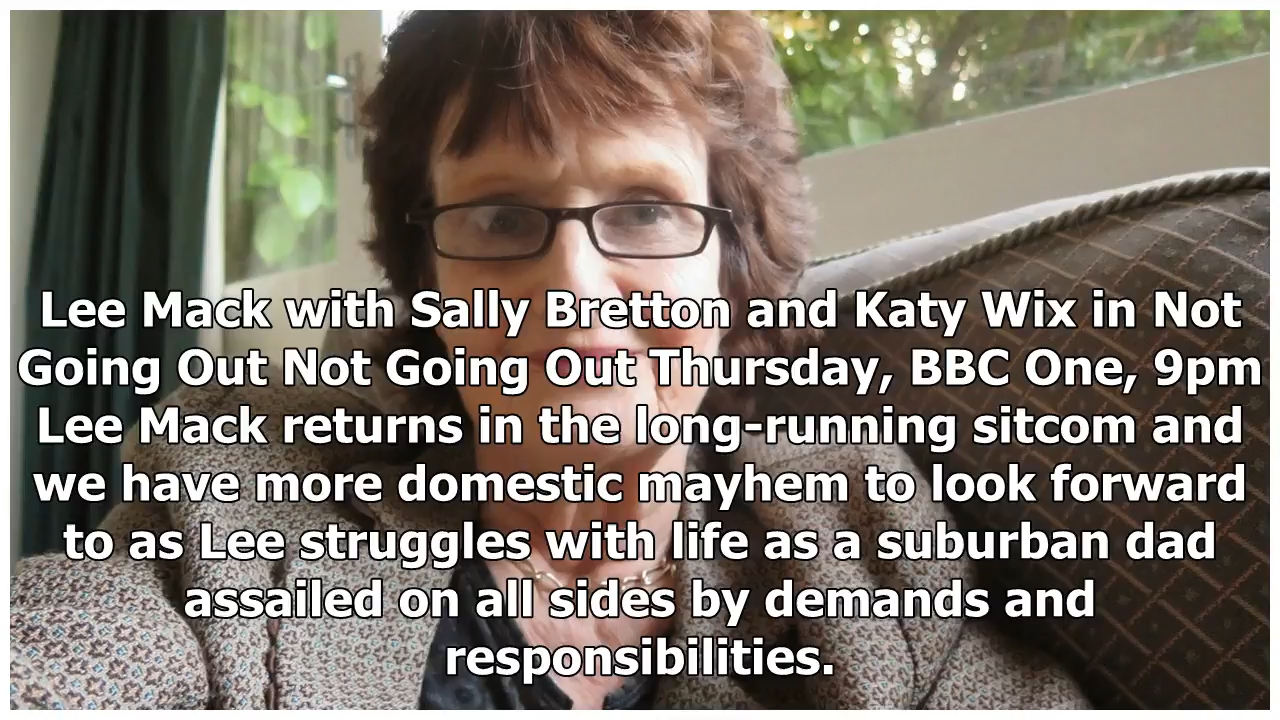 Lee Mack with Sally Bretton and Katy Wix in Not
Going Out Not Going Out Thursday, BBC One, 9pm
Lee Mack returns in the long-running sitcom and
we have more domestic mayhem to look forward
to as Lee struggles with life as a suburban dad
assailed on all sides by demands and
responsibilities.